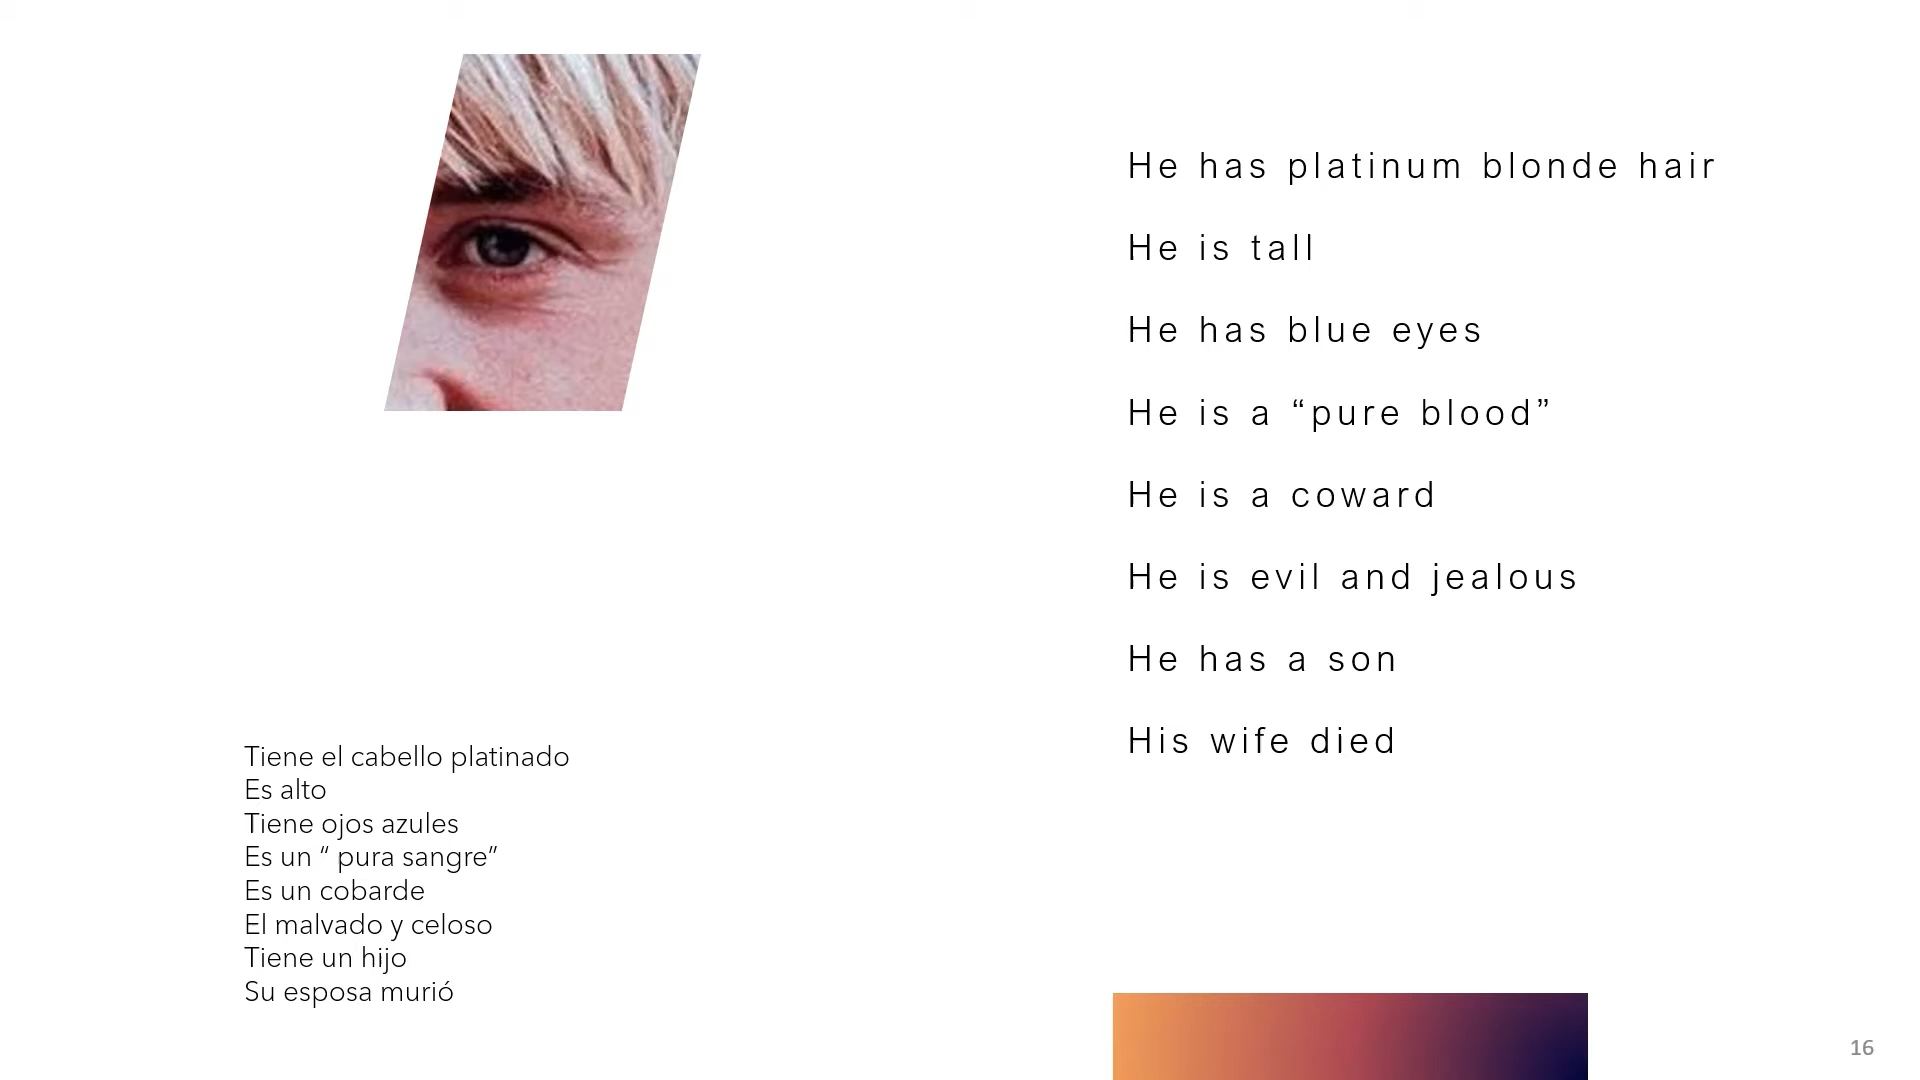 He has platinum blonde hair
He is tall
He has blue eyes
He is a “pure blood”
He is a coward
He is evil and jealous
He has a son
His wife died
Tiene el cabello platinado
Es alto
Tiene ojos azules
Es un “ pura sangre”
Es un cobarde
El malvado y celoso
Tiene un hijo
Su esposa murió
16